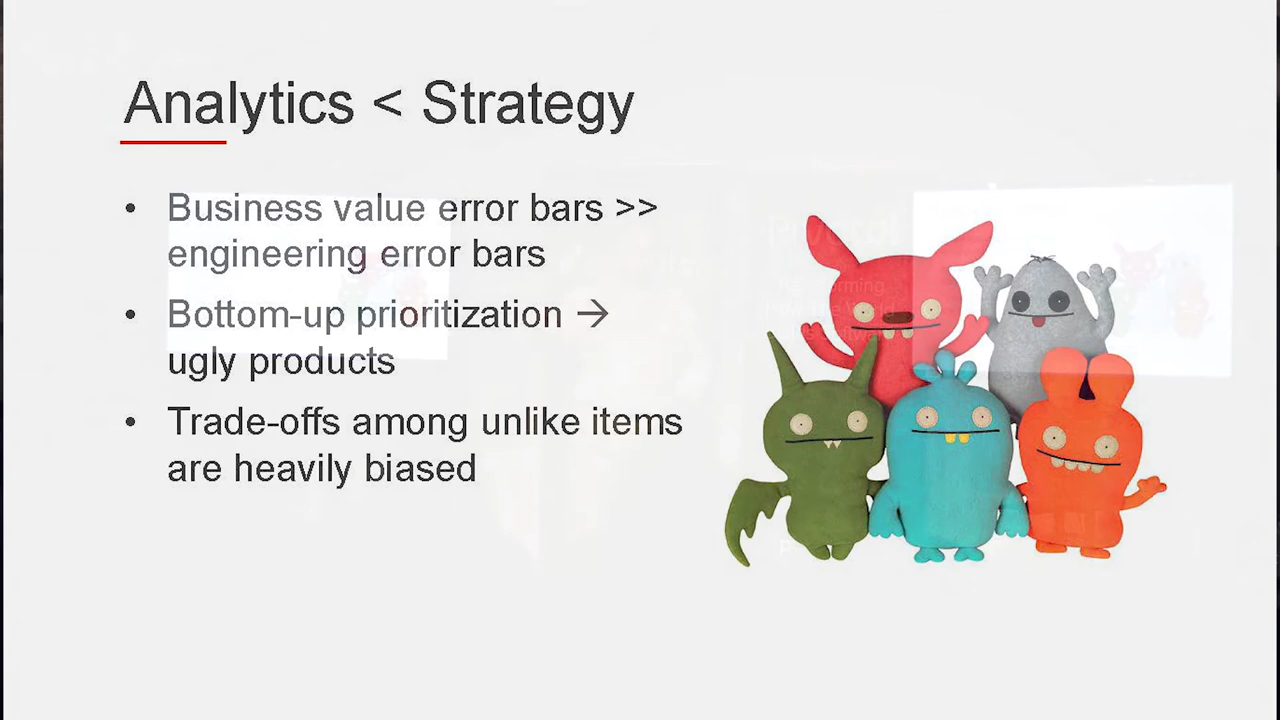 Analytics < Strategy
• Business value error bars >>
engineering error bars
• Bottom-up prioritization →
ugly products
• Trade-offs among unlike items
are heavily biased